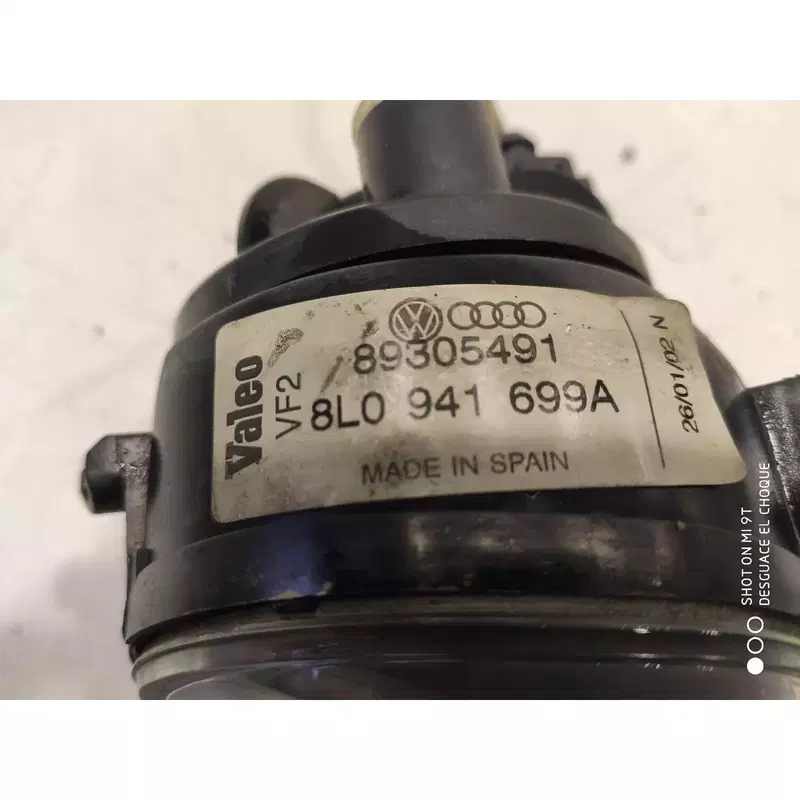 VW
89305491
8L0 941 699A
MADE IN SPAIN
Valeo
VF2
26/01/02 N
SHOT ON MI 9T
DESGUACE EL CHOQUE